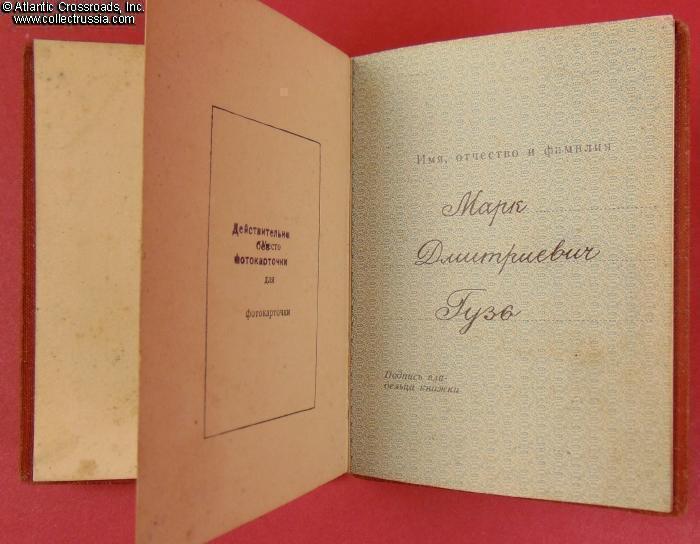 © Atlantic Crossroads, Inc.
www.collectrussia.com
Действительно
без
фотокарточки
Место
для
фотокарточки
Имя, отчество и фамилия
Марк
Дмитриевич
Гузь
Подпись вла-
дельца книжки